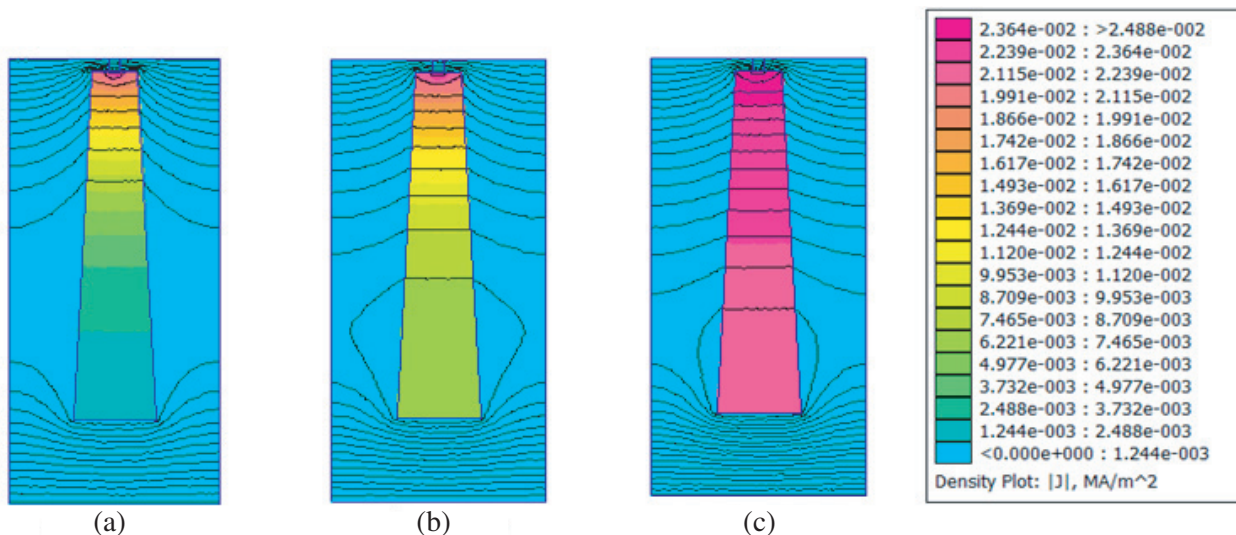 2.364e-002 : >2.488e-002
2.239e-002 : 2.364e-002
2.115e-002 : 2.239e-002
1.991e-002 : 2.115e-002
1.866e-002 : 1.991e-002
1.742e-002 : 1.866e-002
1.617e-002 : 1.742e-002
1.493e-002 : 1.617e-002
1.369e-002 : 1.493e-002
1.244e-002 : 1.369e-002
1.120e-002 : 1.244e-002
9.953e-003 : 1.120e-002
8.709e-003 : 9.953e-003
7.465e-003 : 8.709e-003
6.221e-003 : 7.465e-003
4.977e-003 : 6.221e-003
3.732e-003 : 4.977e-003
2.488e-003 : 3.732e-003
1.244e-003 : 2.488e-003
<0.000e+000 : 1.244e-003
Density Plot: |J|, MA/m^2
(a)
(b)
(c)